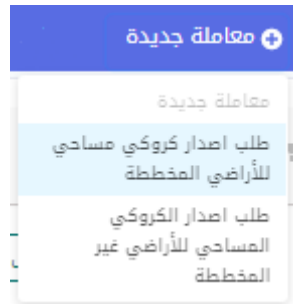 معاملة جديدة
معاملة جديدة
طلب اصدار كروكي مساحي
للأراضي المخططة
طلب اصدار الكروكي
المساحي للأراضي غير
المخططة